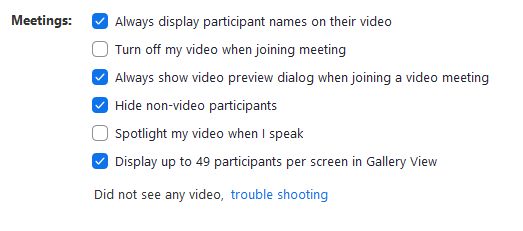 Meetings: Always display participant names on their video
Turn off my video when joining meeting
Always show video preview dialog when joining a video meeting
Hide non-video participants
Spotlight my video when I speak
Display up to 49 participants per screen in Gallery View
Did not see any video, trouble shooting